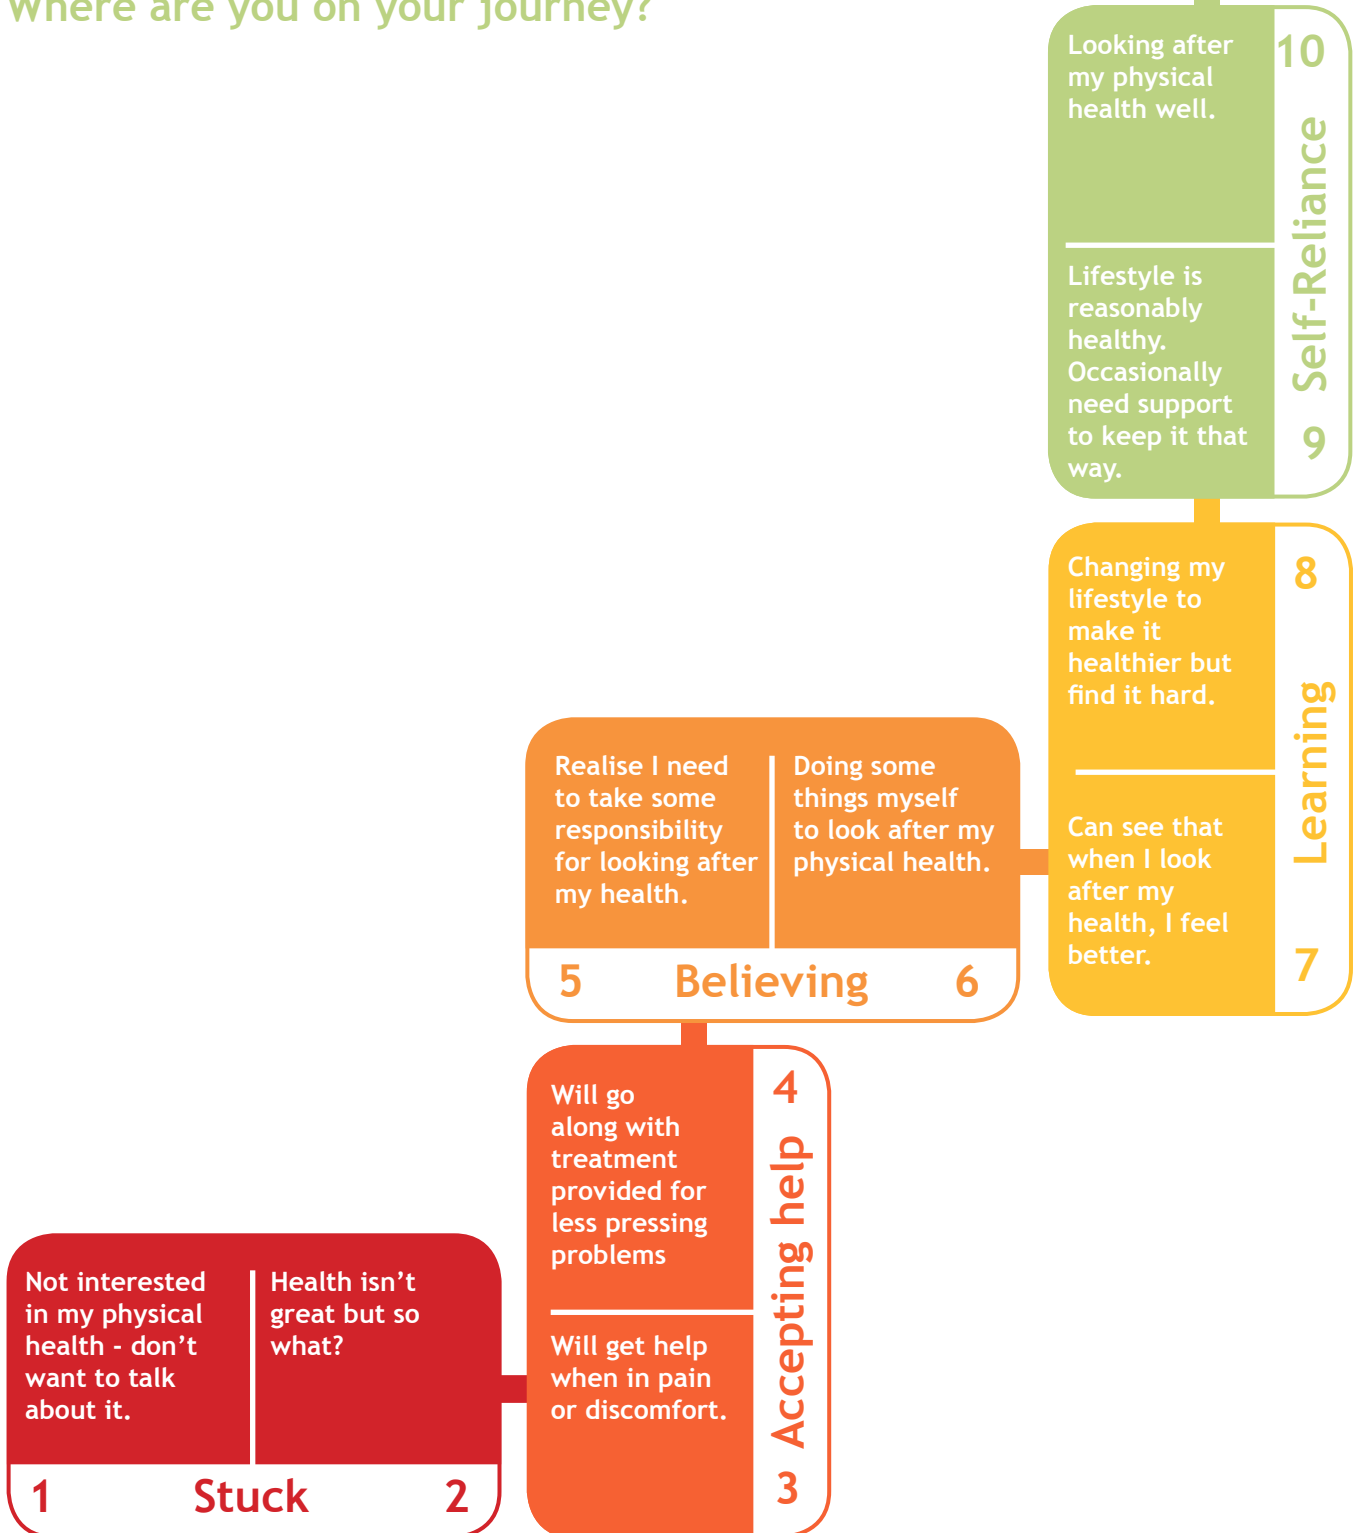 Where are you on your journey?
Looking after
my physical
health well.
10
Self-Reliance
Lifestyle is
reasonably
healthy.
Occasionally
need support
to keep it that
way.
9
Changing my
lifestyle to
make it
healthier but
find it hard.
8
Learning
Can see that
when I look
after my
health, I feel
better.
7
Realise I need
to take some
responsibility
for looking after
my health.
Doing some
things myself
to look after my
physical health.
5 Believing 6
Will go
along with
treatment
provided for
less pressing
problems
4
Accepting help
Will get help
when in pain
or discomfort.
3
Not interested
in my physical
health - don’t
want to talk
about it.
Health isn’t
great but so
what?
1 Stuck 2